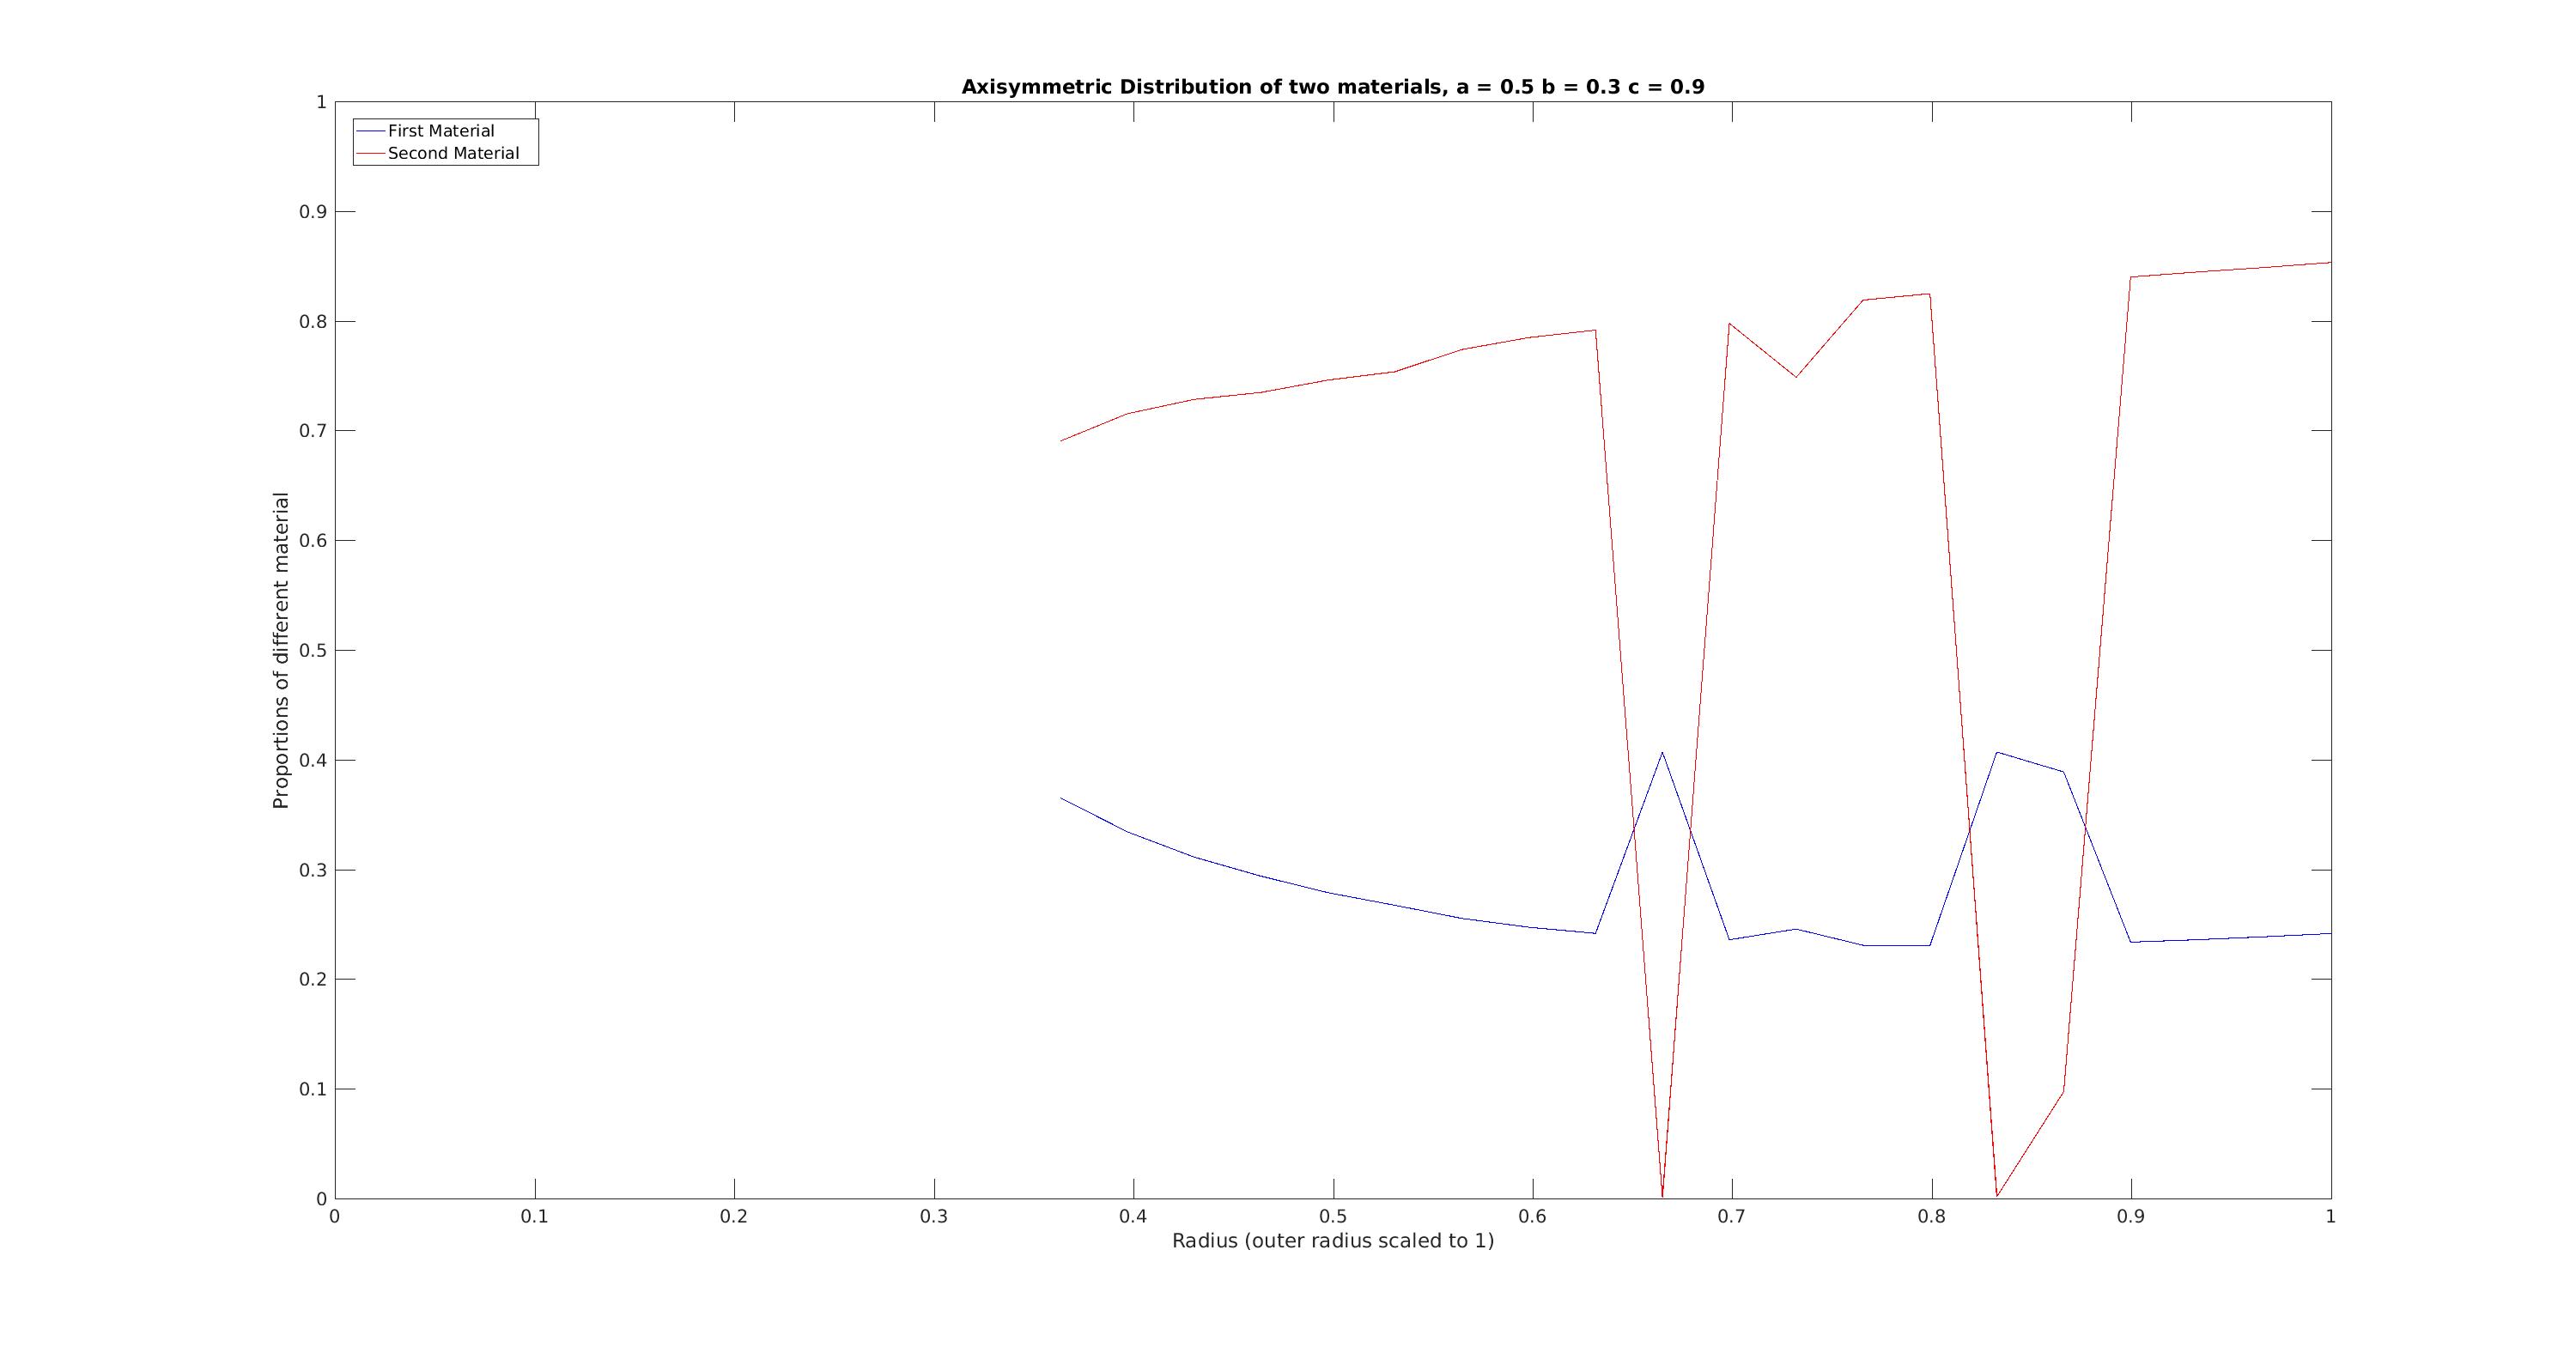 Axisymmetric Distribution of two materials, a = 0.5 b = 0.3 c = 0.9
First Material
Second Material
Proportions of different material
1
0.9
0.8
0.7
0.6
0.5
0.4
0.3
0.2
0.1
0
0 0.1 0.2 0.3 0.4 0.5 0.6 0.7 0.8 0.9 1
Radius (outer radius scaled to 1)